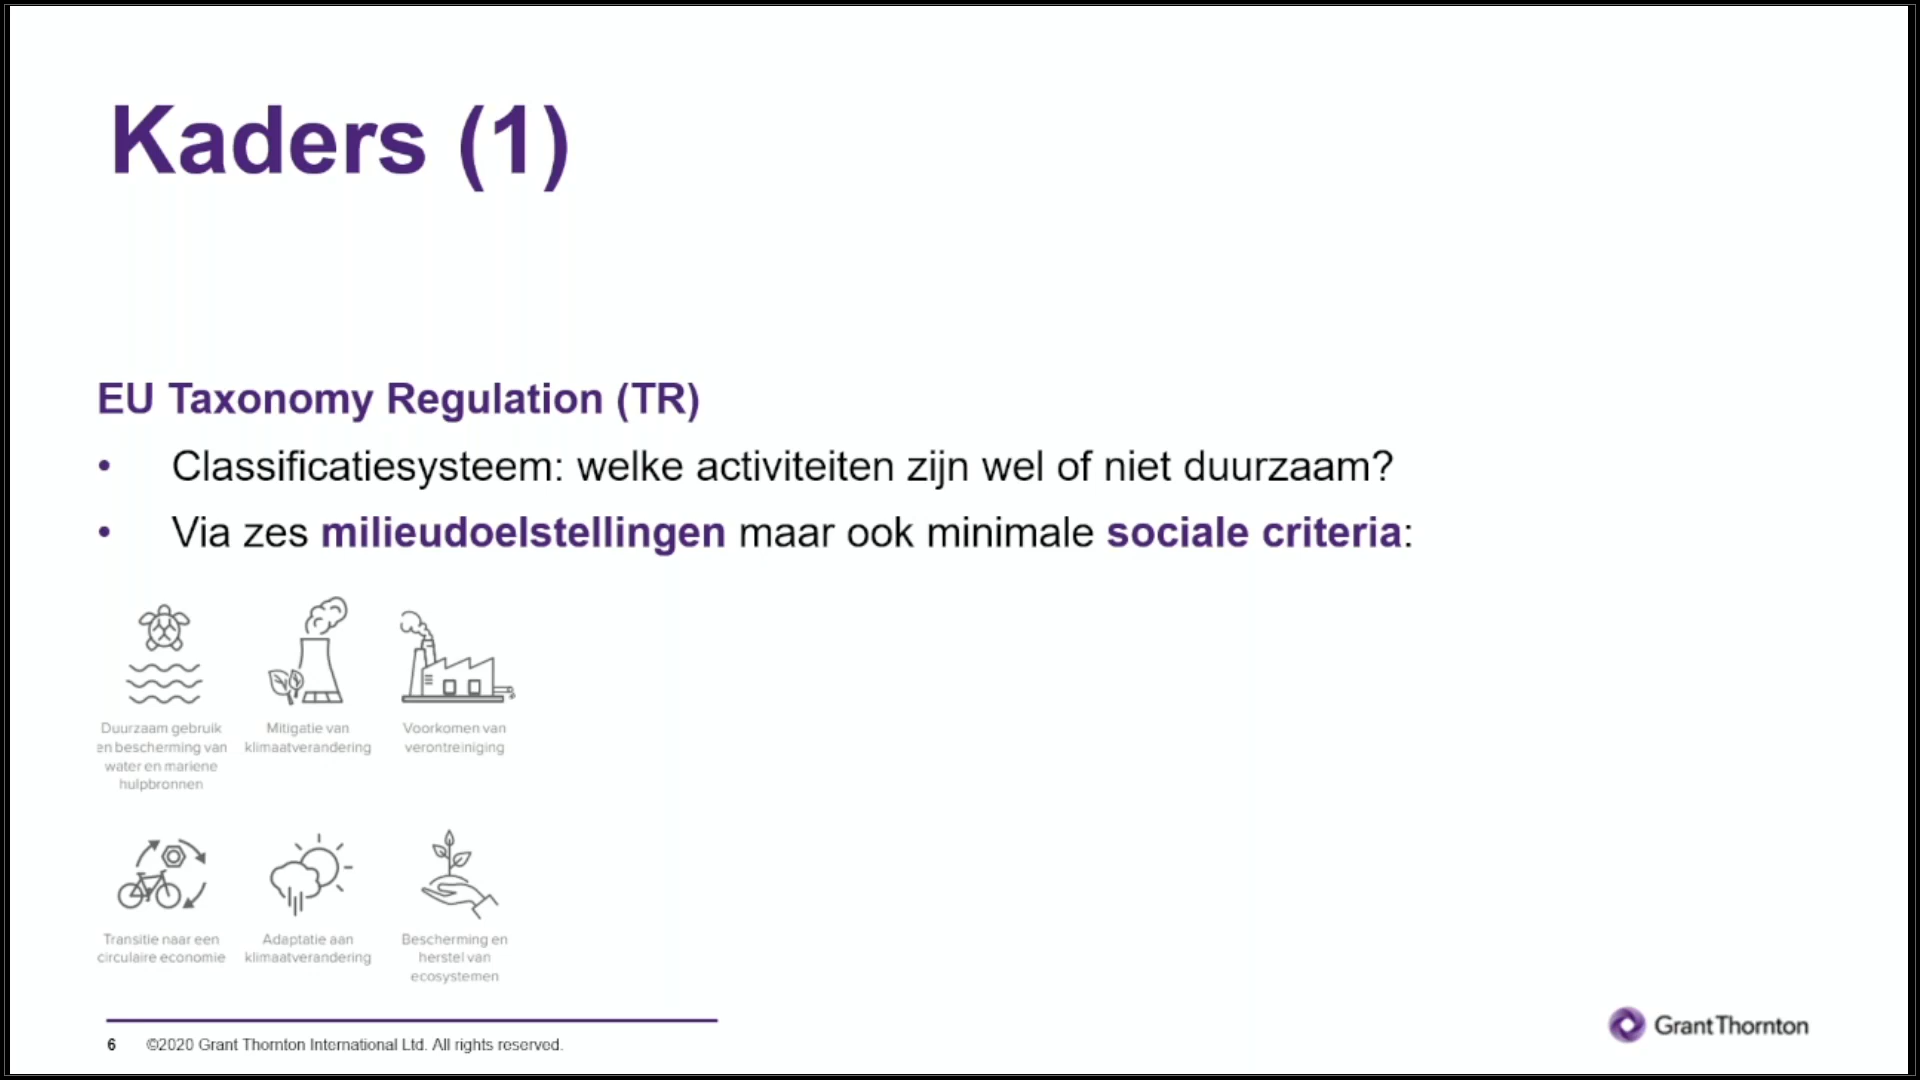 Kaders (1)
EU Taxonomy Regulation (TR)
• Classificatiesysteem: welke activiteiten zijn wel of niet duurzaam?
• Via zes milieudoelstellingen maar ook minimale sociale criteria:
Duurzaam gebruik
en bescherming van
water en mariene
hulpbronnen
Mitigatie van
klimaatverandering
Voorkomen van
verontreiniging
Transitie naar een
circulaire economie
Adaptatie aan
klimaatverandering
Bescherming en
herstel van
ecosystemen
6 ©2020 Grant Thornton International Ltd. All rights reserved.
Grant Thornton